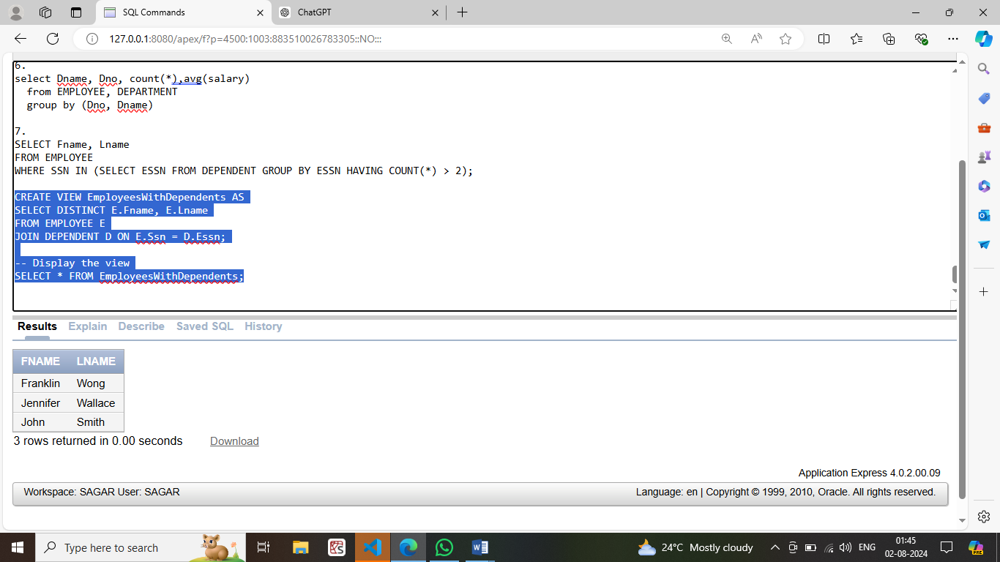 SQL Commands
ChatGPT
127.0.0.1:8080/apex/f?p=4500:1003:883510026783305::NO:::
6.
select Dname, Dno, count(*),avg(salary)
from EMPLOYEE, DEPARTMENT
group by (Dno, Dname)
7.
SELECT Fname, Lname
FROM EMPLOYEE
WHERE SSN IN (SELECT ESSN FROM DEPENDENT GROUP BY ESSN HAVING COUNT(*) > 2);
CREATE VIEW EmployeesWithDependents AS
SELECT DISTINCT E.Fname, E.Lname
FROM EMPLOYEE E
JOIN DEPENDENT D ON E.Ssn = D.Essn;
-- Display the view
SELECT * FROM EmployeesWithDependents;
Results Explain Describe Saved SQL History
FNAME LNAME
Franklin Wong
Jennifer Wallace
John Smith
3 rows returned in 0.00 seconds Download
Application Express 4.0.2.00.09
Workspace: SAGAR User: SAGAR Language: en | Copyright © 1999, 2010, Oracle. All rights reserved.
Type here to search 24°C Mostly cloudy ENG 01:45
02-08-2024
PRE